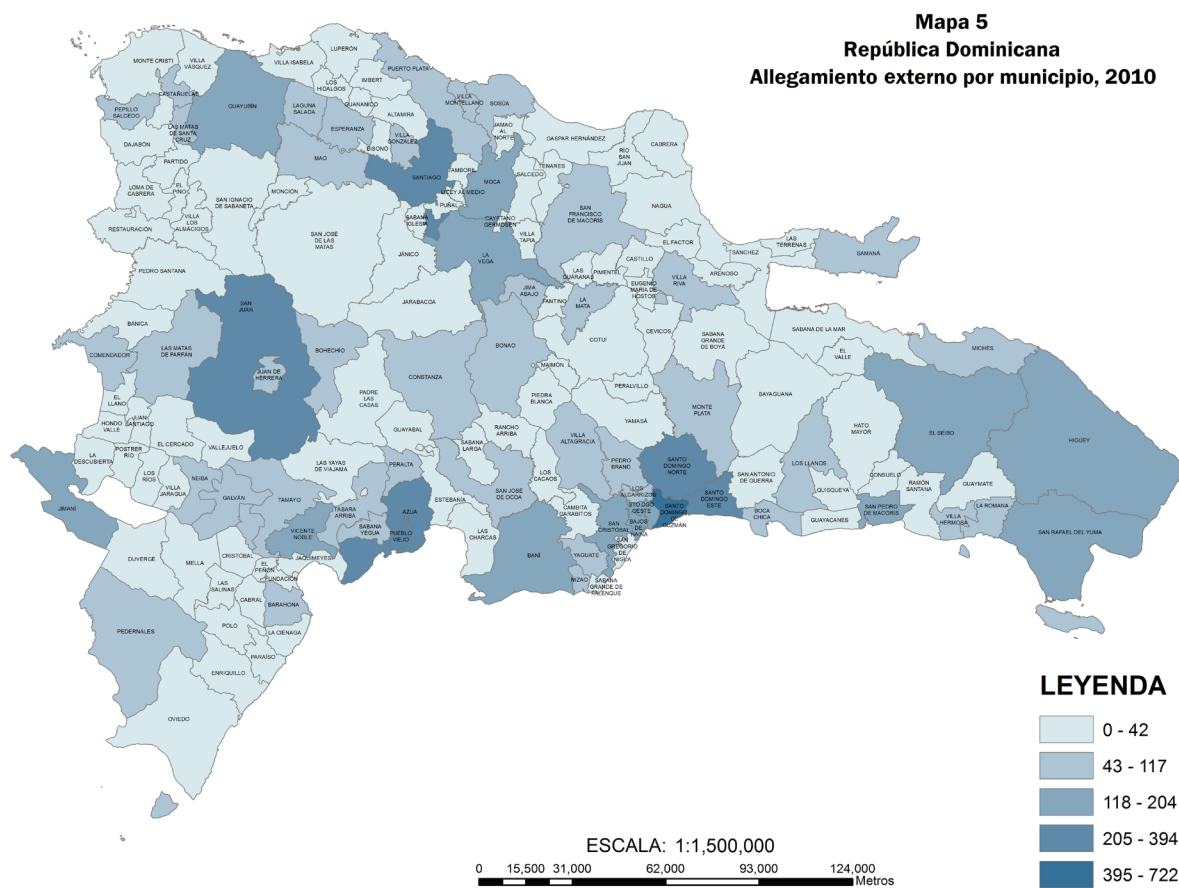 Mapa 5
República Dominicana
Allegamiento externo por municipio, 2010
LUPERÓN
MONTE CRISTI
VILLA
VÁSQUEZ
VILLA ISABELA
PUERTO PLATA
IMBERT
LOS
HIDALGOS
CASTAÑUELAS
GUAYUBÍN
PEPILLO
SALCEDO
LAGUNA
SALADA
GUANANICO
VILLA
MONTELLANO
SOSÚA
ALTAMIRA
JAMAO
AL
NORTE
GASPAR HERNÁNDEZ
CABRERA
LAS MATAS
DE SANTA
CRUZ
ESPERANZA
VILLA
GONZÁLEZ
BISONÓ
DAJABÓN
PARTIDO
MAO
RÍO
SAN
JUAN
TENARES
SALCEDO
TAMBORIL
SANTIAGO
MOCA
LOMA DE
CABRERA
EL
PINO
SAN IGNACIO
DE SABANETA
MONCIÓN
LICEY AL MEDIO
PUÑAL
SAN
FRANCISCO
DE MACORÍS
NAGUA
RESTAURACIÓN
VILLA
LOS
ALMÁCIGOS
SABANA
IGLESIA
CAYETANO
GERMOSÉN
VILLA
TAPIA
SAN JOSÉ
DE LAS
MATAS
JÁNICO
LA
VEGA
EL FACTOR
SÁNCHEZ
LAS
TERRENAS
SAMANÁ
PEDRO SANTANA
CASTILLO
LAS
GUÁRANAS
PIMENTEL
ARENOSO
VILLA
RIVA
EUGENIO
MARÍA DE
HOSTOS
JARABACOA
JIMA
ABAJO
FANTINO
LA
MATA
SAN
JUAN
BÁNICA
COTUÍ
CEVICOS
SABANA
GRANDE
DE BOYÁ
SABANA DE LA MAR
EL
VALLE
MICHES
COMENDADOR
LAS MATAS
DE FARFÁN
BOHECHÍO
BONAO
JUAN DE
HERRERA
CONSTANZA
MAIMÓN
PERALVILLO
BAYAGUANA
PADRE
LAS
CASAS
PIEDRA
BLANCA
EL
LLANO
HONDO
VALLE
JUAN
SANTIAGO
MONTE
PLATA
YAMASÁ
HATO
MAYOR
EL SEIBO
HIGÜEY
RANCHO
ARRIBA
GUAYABAL
SABANA
LARGA
VILLA
ALTAGRACIA
EL CERCADO
VALLEJUELO
POSTRER
RÍO
LA
DESCUBIERTA
LOS
RÍOS
PEDRO
BRAND
SANTO
DOMINGO
NORTE
LAS YAYAS
DE VIAJAMA
PERALTA
LOS LLANOS
CONSUELO
RAMÓN
SANTANA
GUAYMATE
SAN ANTONIO
DE GUERRA
LOS
CACAOS
NEIBA
VILLA
JARAGUA
GALVÁN
TAMAYO
SAN JOSÉ
DE OCOA
LOS
ALCARRIZOS
SANTO
DOMINGO
ESTE
QUISQUEYA
JIMANÍ
TÁBARA
ARRIBA
ESTEBANÍA
AZUA
CAMBITA
GARABITOS
STO DGO
OESTE
SANTO
DOMINGO
GUZMÁN
BOCA
CHICA
GUAYACANES
SAN PEDRO
DE MACORÍS
VILLA
HERMOSA
LA ROMANA
SABANA
YEGUA
VICENTE
NOBLE
PUEBLO
VIEJO
LAS
CHARCAS
SAN
CRISTÓBAL
BAJOS
DE
HAINA
SAN RAFAEL DEL YUMA
DUVERGÉ
CRISTÓBAL
MELLA
EL
PEÑÓN
JAQUIMEYES
FUNDACIÓN
BANÍ
YAGUATE
SAN
GREGORIO
DE
NIGUA
LAS
SALINAS
CABRAL
BARAHONA
NIZAO
SABANA
GRANDE DE
PALENQUE
PEDERNALES
POLO
LA CIÉNAGA
PARAÍSO
ENRIQUILLO
OVIEDO
LEYENDA
0 - 42
43 - 117
118 - 204
205 - 394
395 - 722
ESCALA: 1:1,500,000
0 15,500 31,000 62,000 93,000 124,000
Metros